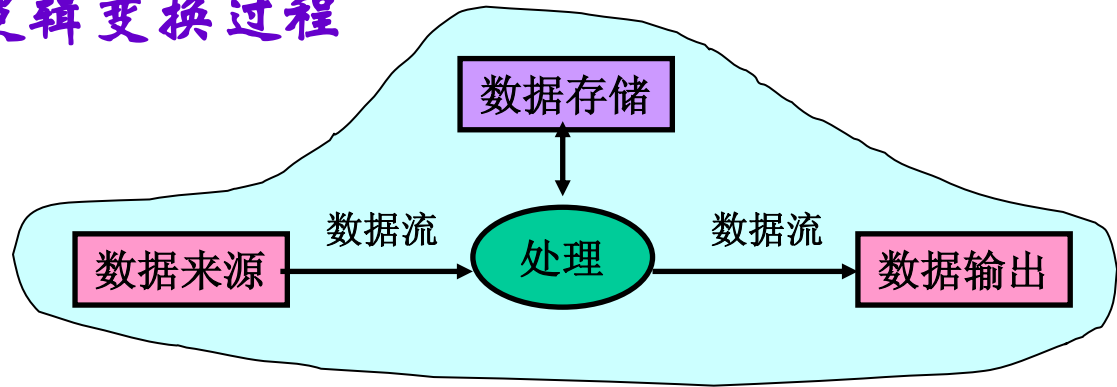 逻辑变换过程
数据存储
数据流
数据流
数据来源
处理
数据输出